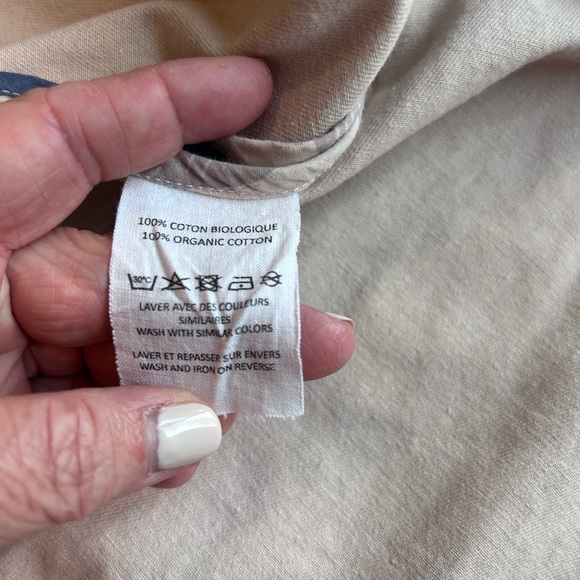 100% COTON BIOLOGIQUE
100% ORGANIC COTTON
30°C
LAVER AVEC DES COULEURS
SIMILAIRES
WASH WITH SIMILAR COLORS
LAVER ET REPASSER SUR ENVERS
WASH AND IRON ON REVERSE